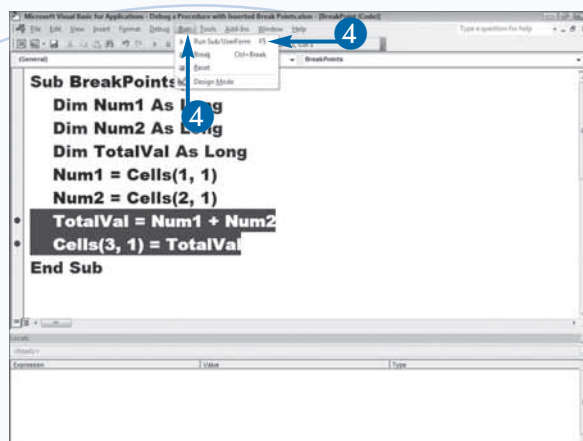 Microsoft Visual Basic for Applications - Debug a Procedure with Inserted Break Points.xlsm - [BreakPoint (Code)]
File Edit View Insert Format Debug Run Tools Add-Ins Window Help
Type a question for help
Run Sub/UserForm F5
4
Break Ctrl+Break
Reset
Design Mode
4
(General)
BreakPoints
Sub BreakPoints
Dim Num1 As Long
Dim Num2 As Long
Dim TotalVal As Long
Num1 = Cells(1, 1)
Num2 = Cells(2, 1)
TotalVal = Num1 + Num2
Cells(3, 1) = TotalVal
End Sub
Locals
<Ready>
Expression Value Type